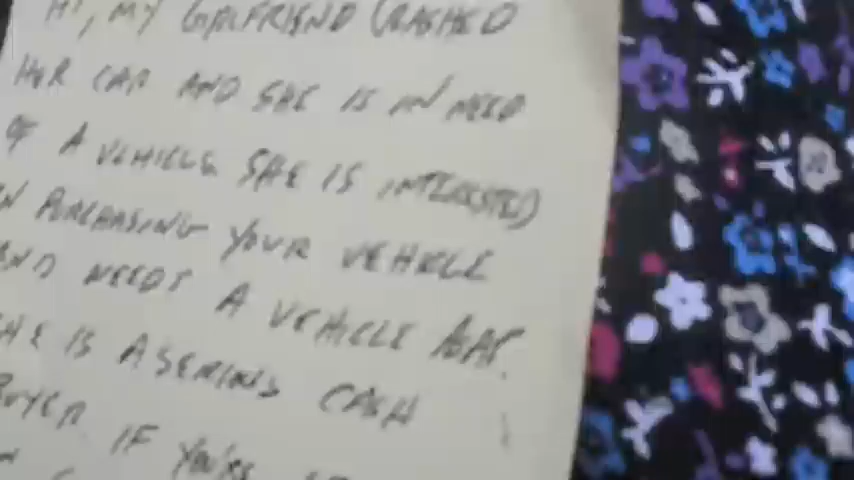 HI, MY GIRLFRIEND CRASHED
HER CAR AND SHE IS IN NEED
OF A VEHICLE SHE IS INTERESTED
IN PURCHASING YOUR VEHICLE
AND NEEDS A VEHICLE ASAP.
SHE IS A SERIOUS CASH
BUYER IF YOU'RE